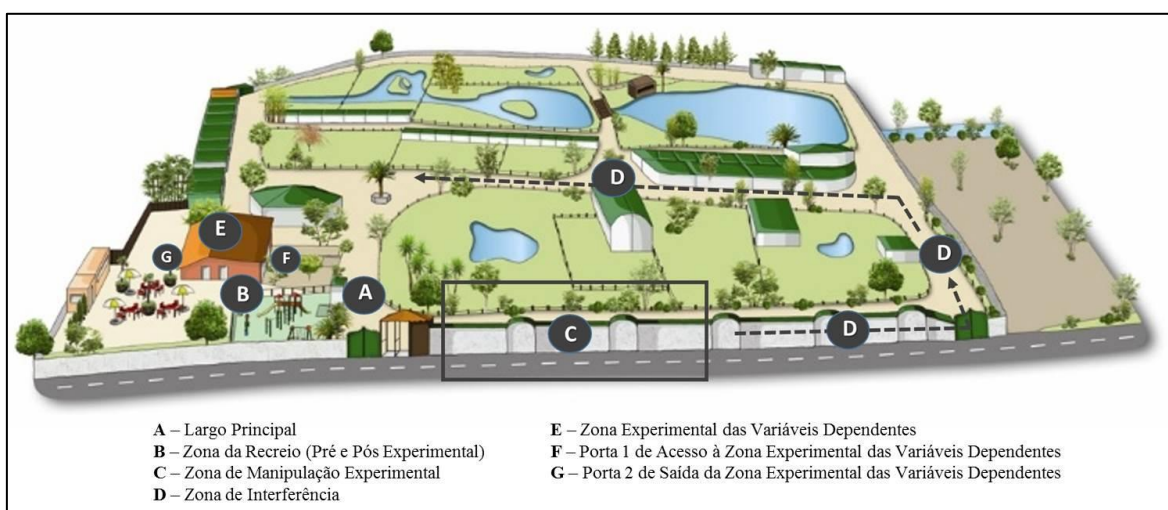 D
E
G
F
D
B
A
C
D
A – Largo Principal
B – Zona da Recreio (Pré e Pós Experimental)
C – Zona de Manipulação Experimental
D – Zona de Interferência
E – Zona Experimental das Variáveis Dependentes
F – Porta 1 de Acesso à Zona Experimental das Variáveis Dependentes
G – Porta 2 de Saída da Zona Experimental das Variáveis Dependentes